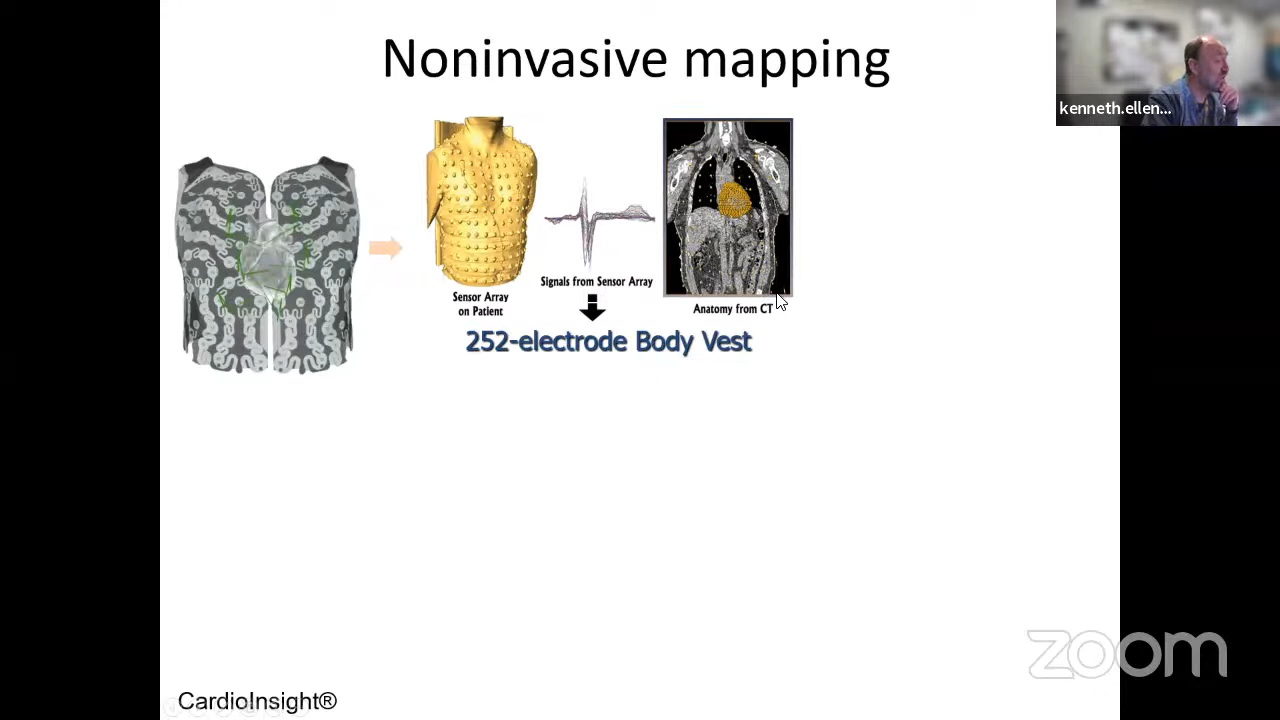 Noninvasive mapping
kenneth.ellen...
Signals from Sensor Array
Sensor Array
on Patient
Anatomy from CT
252-electrode Body Vest
zoom
CardioInsight®